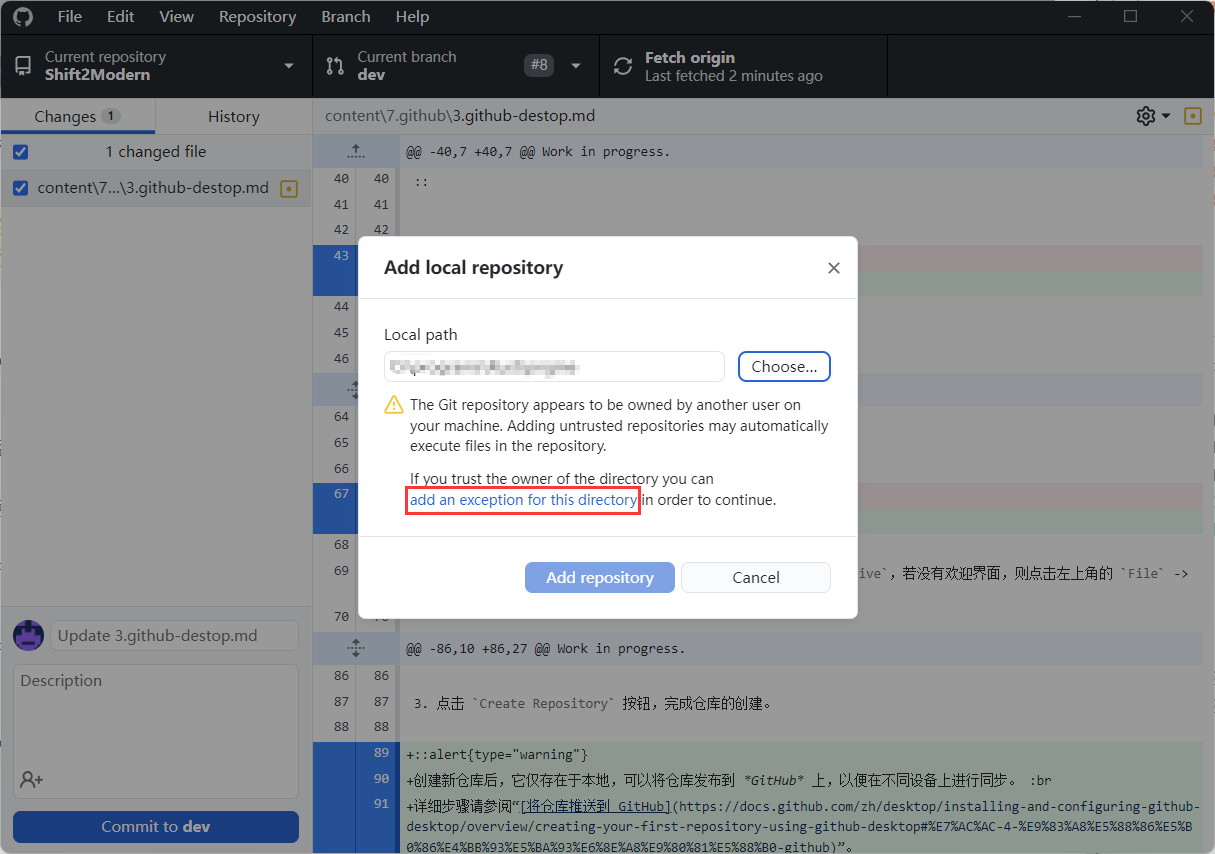 File Edit View Repository Branch Help
Current repository
Shift2Modern
Current branch
dev
#8
Fetch origin
Last fetched 2 minutes ago
Changes 1
History
content\7.github\3.github-destop.md
1 changed file
content\7...\3.github-destop.md
@@ -40,7 +40,7 @@ Work in progress.
40 40 ::
41 41
42 42
43
44
45
46
64
65
66
67
68
69 ive`，若没有欢迎界面，则点击左上角的 `File` ->
70
Add local repository
Local path
Choose...
The Git repository appears to be owned by another user on
your machine. Adding untrusted repositories may automatically
execute files in the repository.
If you trust the owner of the directory you can
add an exception for this directory in order to continue.
Add repository
Cancel
@@ -86,10 +86,27 @@ Work in progress.
86 86
87 87 3. 点击 `Create Repository` 按钮，完成仓库的创建。
88 88
89 +::alert{type="warning"}
90 +创建新仓库后，它仅存在于本地，可以将仓库发布到 *GitHub* 上，以便在不同设备上进行同步。 :br
91 +详细步骤请参阅“[将仓库推送到 GitHub](https://docs.github.com/zh/desktop/installing-and-configuring-github-
desktop/overview/creating-your-first-repository-using-github-desktop#%E7%AC%AC-4-%E9%83%A8%E5%88%86%E5%B
0%86%E4%BB%93%E5%BA%93%E6%8E%A8%E9%80%81%E5%88%B0-github)”。
Update 3.github-destop.md
Description
Commit to dev